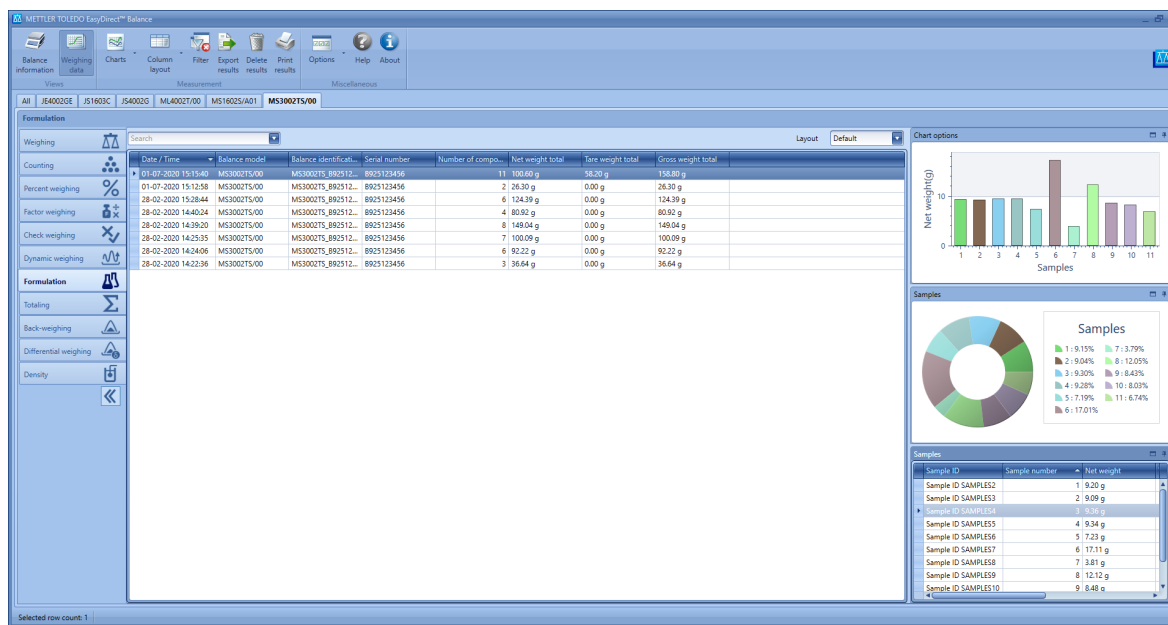 METTLER TOLEDO EasyDirect™ Balance
Balance information
Weighing data
Charts
Column layout
Filter
Export results
Delete results
Print results
Options
Help
About
Views
Measurement
Miscellaneous
All JE4002GE JS1603C JS4002G ML4002T/00 MS1602S/A01 MS3002TS/00
Formulation
Weighing
Counting
Percent weighing
Factor weighing
Check weighing
Dynamic weighing
Formulation
Totaling
Back-weighing
Differential weighing
Density
Search
Layout Default
Date / Time Balance model Balance identificati... Serial number Number of compo... Net weight total Tare weight total Gross weight total
01-07-2020 15:15:40 MS3002TS/00 MS3002TS_B92512... B925123456 11 100.60 g 58.20 g 158.80 g
01-07-2020 15:12:58 MS3002TS/00 MS3002TS_B92512... B925123456 2 26.30 g 0.00 g 26.30 g
28-02-2020 15:28:44 MS3002TS/00 MS3002TS_B92512... B925123456 6 124.39 g 0.00 g 124.39 g
28-02-2020 14:40:24 MS3002TS/00 MS3002TS_B92512... B925123456 4 80.92 g 0.00 g 80.92 g
28-02-2020 14:39:20 MS3002TS/00 MS3002TS_B92512... B925123456 8 149.04 g 0.00 g 149.04 g
28-02-2020 14:25:35 MS3002TS/00 MS3002TS_B92512... B925123456 7 100.09 g 0.00 g 100.09 g
28-02-2020 14:24:06 MS3002TS/00 MS3002TS_B92512... B925123456 6 92.22 g 0.00 g 92.22 g
28-02-2020 14:22:36 MS3002TS/00 MS3002TS_B92512... B925123456 3 36.64 g 0.00 g 36.64 g
Chart options
Net weight(g)
10
0
1 2 3 4 5 6 7 8 9 10 11
Samples
Samples
Samples
1 : 9.15% 7 : 3.79%
2 : 9.04% 8 : 12.05%
3 : 9.30% 9 : 8.43%
4 : 9.28% 10 : 8.03%
5 : 7.19% 11 : 6.74%
6 : 17.01%
Samples
Sample ID Sample number Net weight
Sample ID SAMPLES2 1 9.20 g
Sample ID SAMPLES3 2 9.09 g
Sample ID SAMPLES4 3 9.36 g
Sample ID SAMPLES5 4 9.34 g
Sample ID SAMPLES6 5 7.23 g
Sample ID SAMPLES7 6 17.11 g
Sample ID SAMPLES8 7 3.81 g
Sample ID SAMPLES9 8 12.12 g
Sample ID SAMPLES10 9 8.48 g
Selected row count: 1